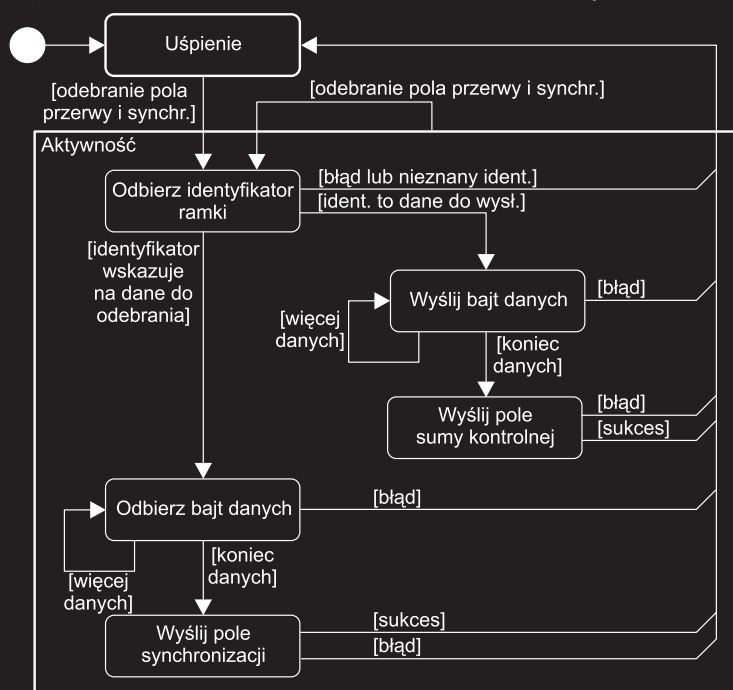 Uśpienie
[odebranie pola
przerwy i synchr.]
[odebranie pola przerwy i synchr.]
Aktywność
Odbierz identyfikator
ramki
[błąd lub nieznany ident.]
[ident. to dane do wysł.]
[identyfikator
wskazuje
na dane do
odebrania]
Wyślij bajt danych
[błąd]
[więcej
danych]
[koniec
danych]
Wyślij pole
sumy kontrolnej
[błąd]
[sukces]
Odbierz bajt danych
[błąd]
[więcej
danych]
[koniec
danych]
Wyślij pole
synchronizacji
[sukces]
[błąd]